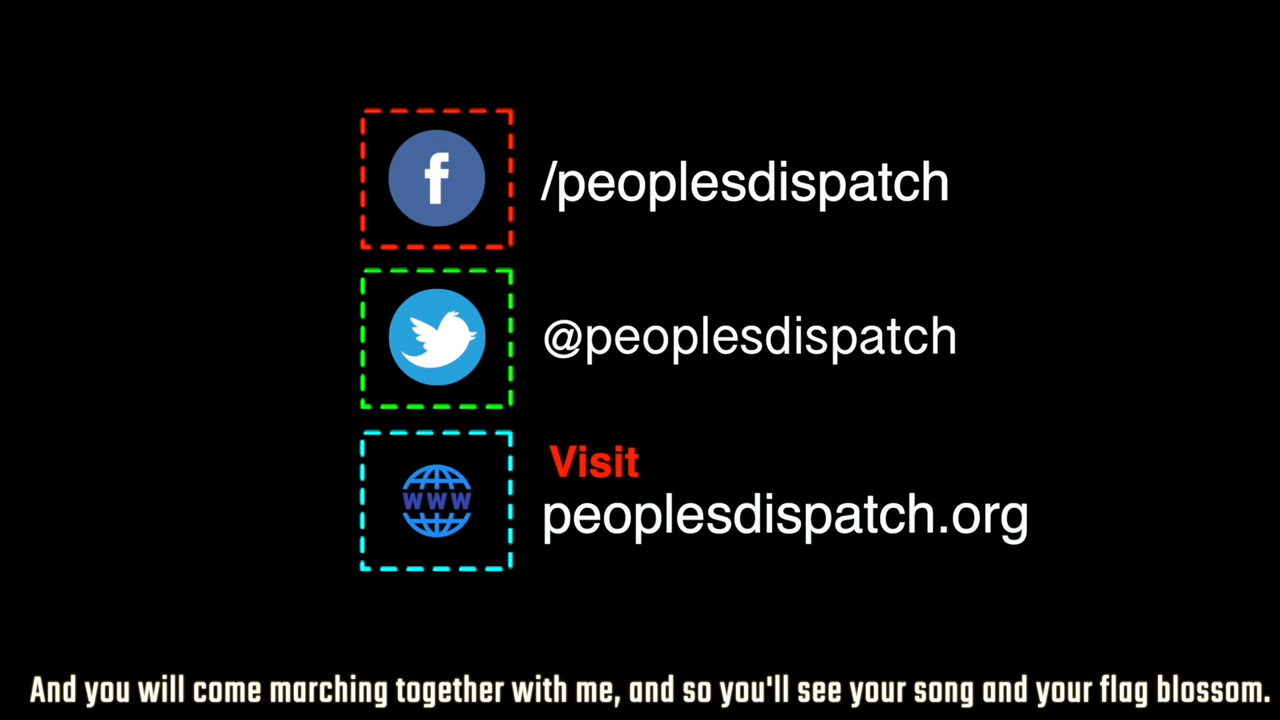 f
/peoplesdispatch
@peoplesdispatch
Visit
www
peoplesdispatch.org
And you will come marching together with me, and so you'll see your song and your flag blossom.